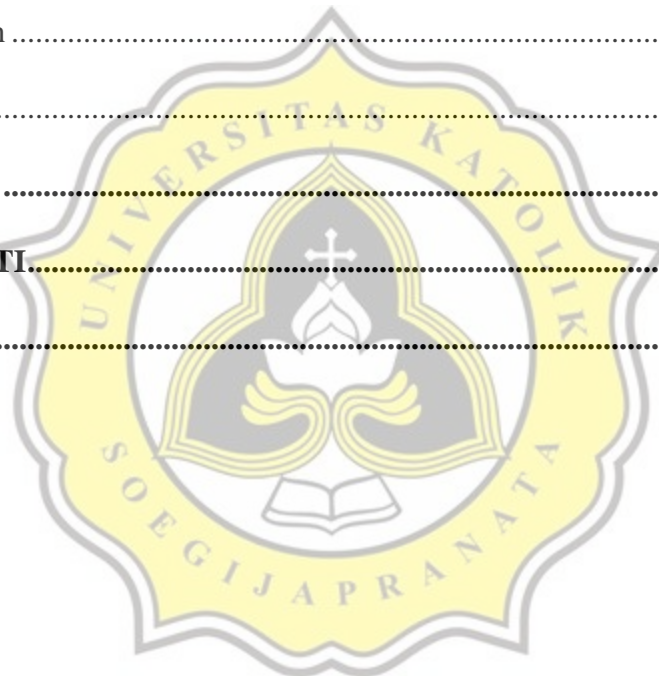 n ................................................................
................................................................
................................................................
TI................................................................
................................................................
UNIVERSITAS KATOLIK
SOEGIJAPRANATA